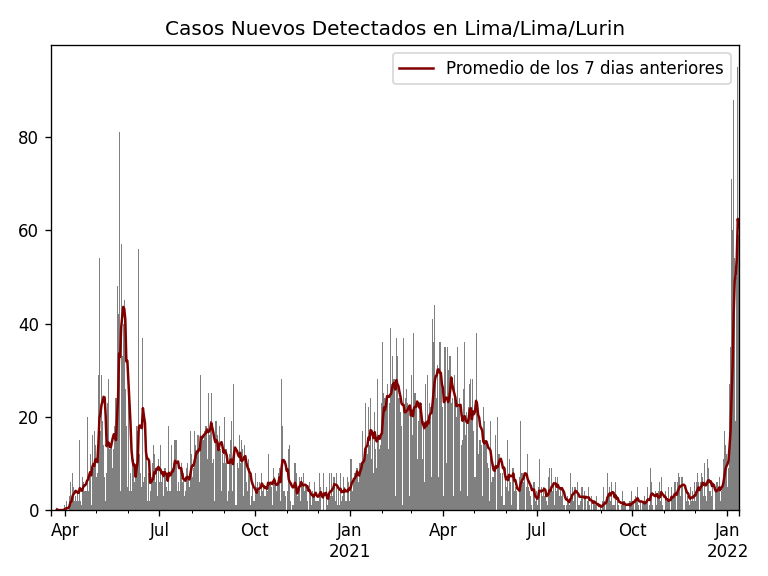 Casos Nuevos Detectados en Lima/Lima/Lurin
Promedio de los 7 dias anteriores
80
60
40
20
0
Apr Jul Oct Jan Apr Jul Oct Jan
2021 2022